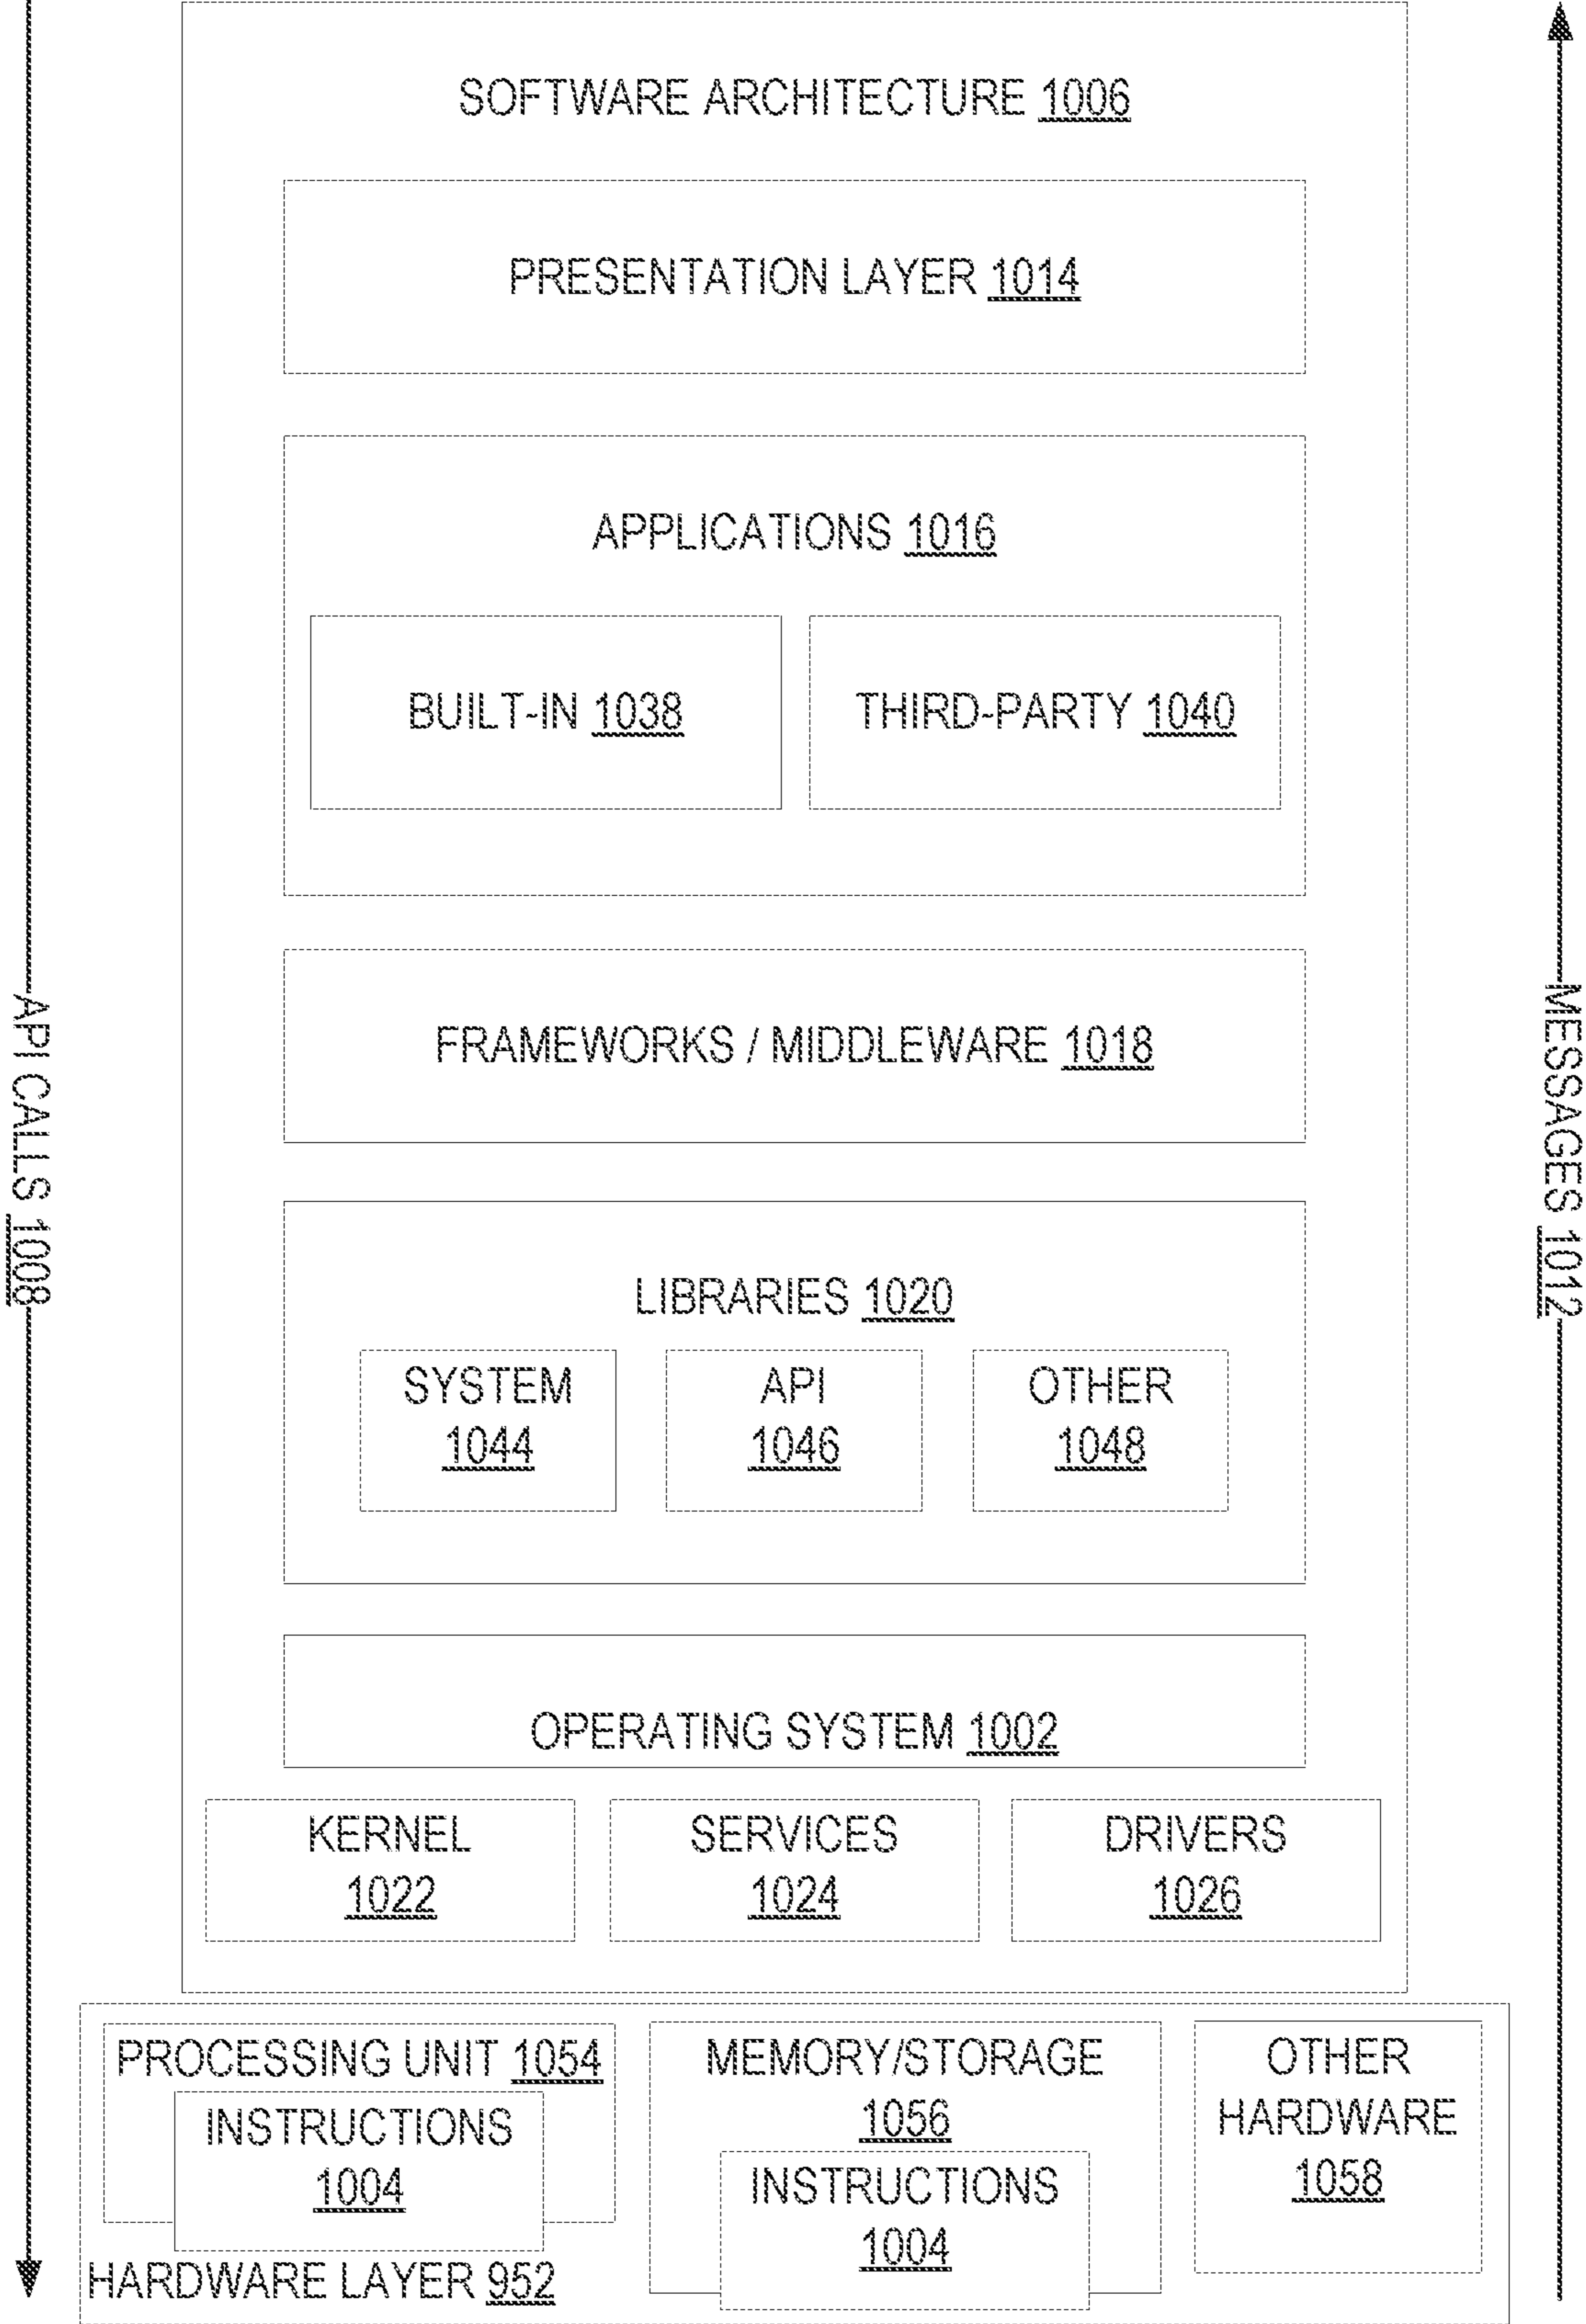 SOFTWARE ARCHITECTURE 1006
PRESENTATION LAYER 1014
APPLICATIONS 1016
BUILT-IN 1038
THIRD-PARTY 1040
FRAMEWORKS / MIDDLEWARE 1018
API CALLS 1008
MESSAGES 1012
LIBRARIES 1020
SYSTEM
1044
API
1046
OTHER
1048
OPERATING SYSTEM 1002
KERNEL
1022
SERVICES
1024
DRIVERS
1026
PROCESSING UNIT 1054
INSTRUCTIONS
1004
MEMORY/STORAGE
1056
INSTRUCTIONS
1004
OTHER
HARDWARE
1058
HARDWARE LAYER 952